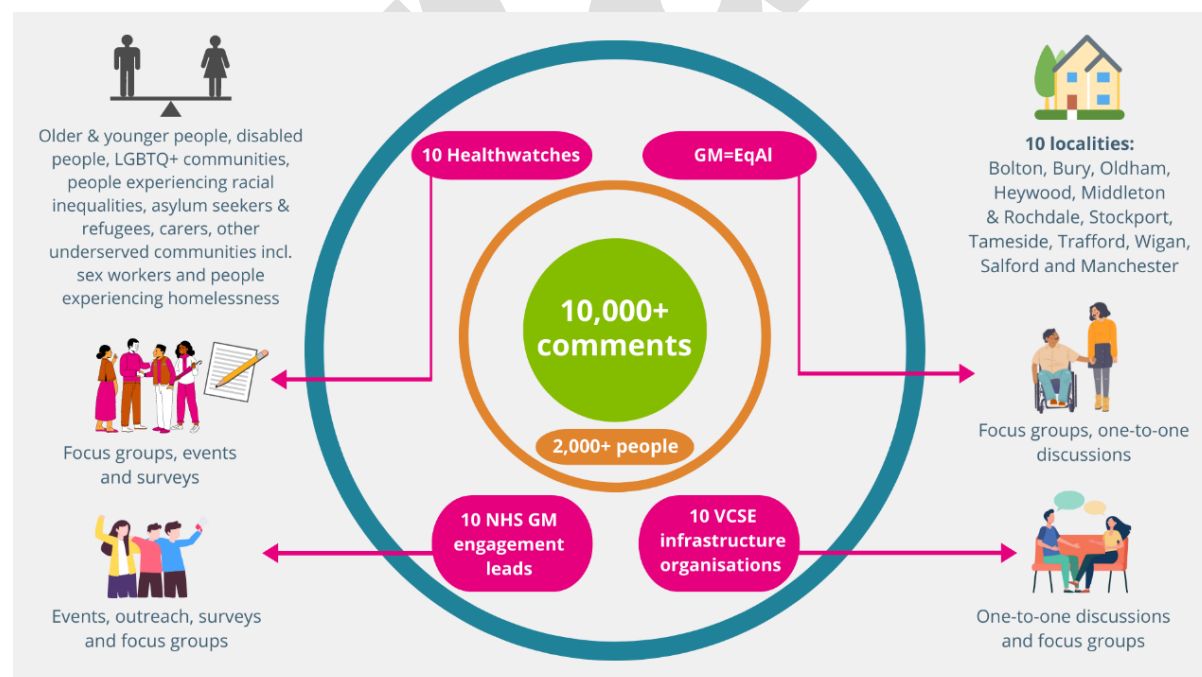 Older & younger people, disabled
people, LGBTQ+ communities,
people experiencing racial
inequalities, asylum seekers &
refugees, carers, other
underserved communities incl.
sex workers and people
experiencing homelessness
Focus groups, events
and surveys
Events, outreach, surveys
and focus groups
10 Healthwatches
GM=EqAl
10,000+
comments
2,000+ people
10 NHS GM
engagement
leads
10 VCSE
infrastructure
organisations
10 localities:
Bolton, Bury, Oldham,
Heywood, Middleton
& Rochdale, Stockport,
Tameside, Trafford, Wigan,
Salford and Manchester
Focus groups, one-to-one
discussions
One-to-one discussions
and focus groups